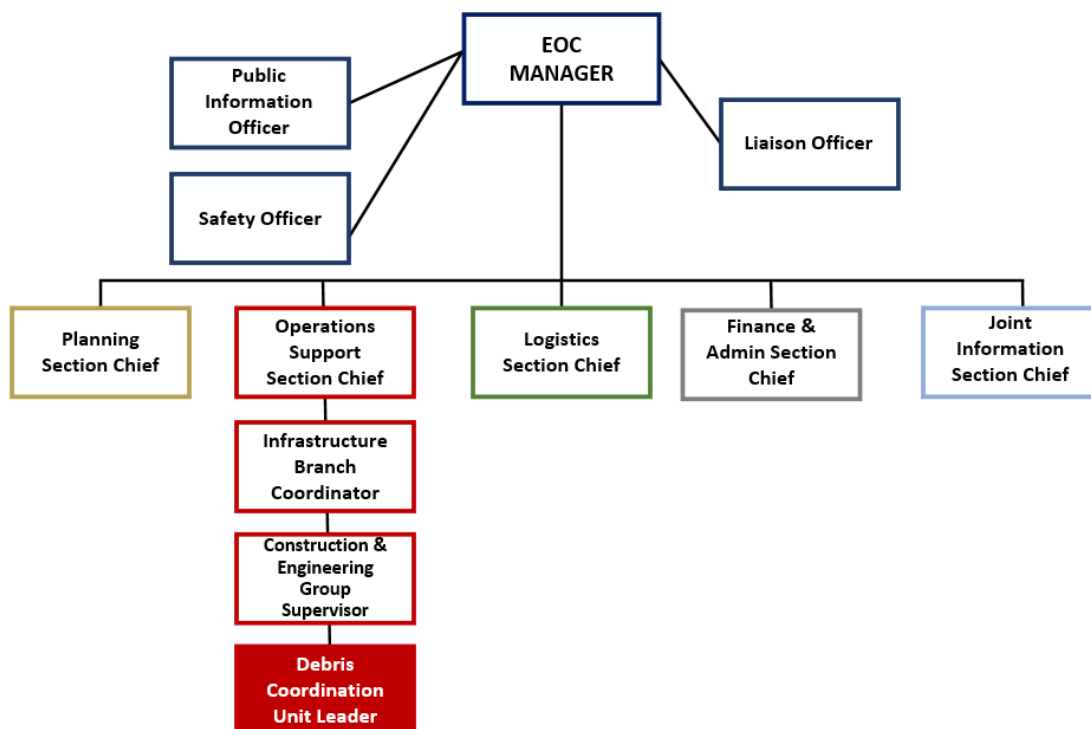 EOC
MANAGER
Public
Information
Officer
Liaison Officer
Safety Officer
Planning
Section Chief
Operations
Support
Section Chief
Logistics
Section Chief
Finance &
Admin Section
Chief
Joint
Information
Section Chief
Infrastructure
Branch
Coordinator
Construction &
Engineering
Group
Supervisor
Debris
Coordination
Unit Leader